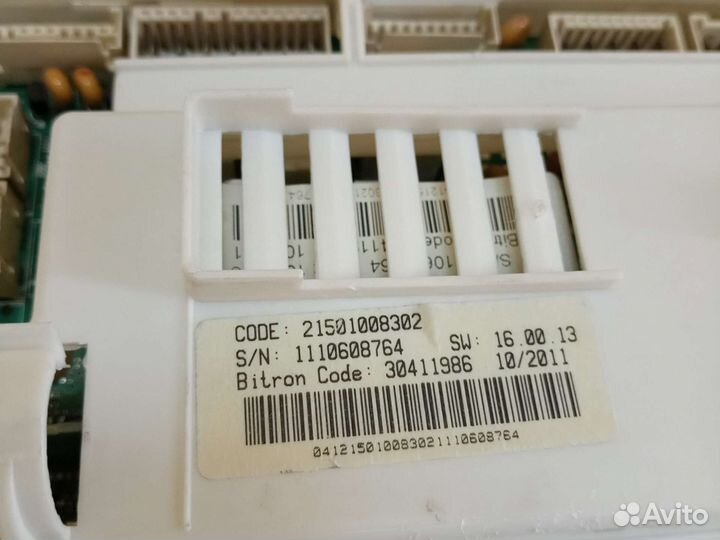 CODE: 21501008302
S/N: 1110608764 SW: 16.00.13
Bitron Code: 30411986 10/2011
041215010083021110608764
Avito